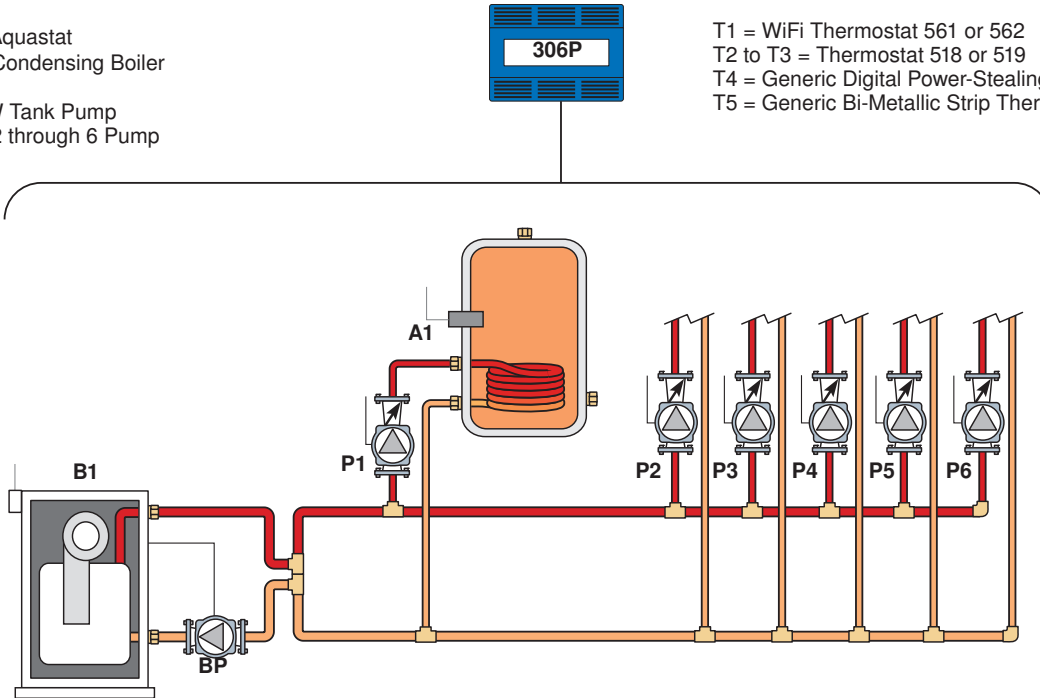 Aquastat
Condensing Boiler
Tank Pump
through 6 Pump
306P
T1 = WiFi Thermostat 561 or 562
T2 to T3 = Thermostat 518 or 519
T4 = Generic Digital Power-Stealing
T5 = Generic Bi-Metallic Strip
A1
P1
B1
P2 P3 P4 P5 P6
BP